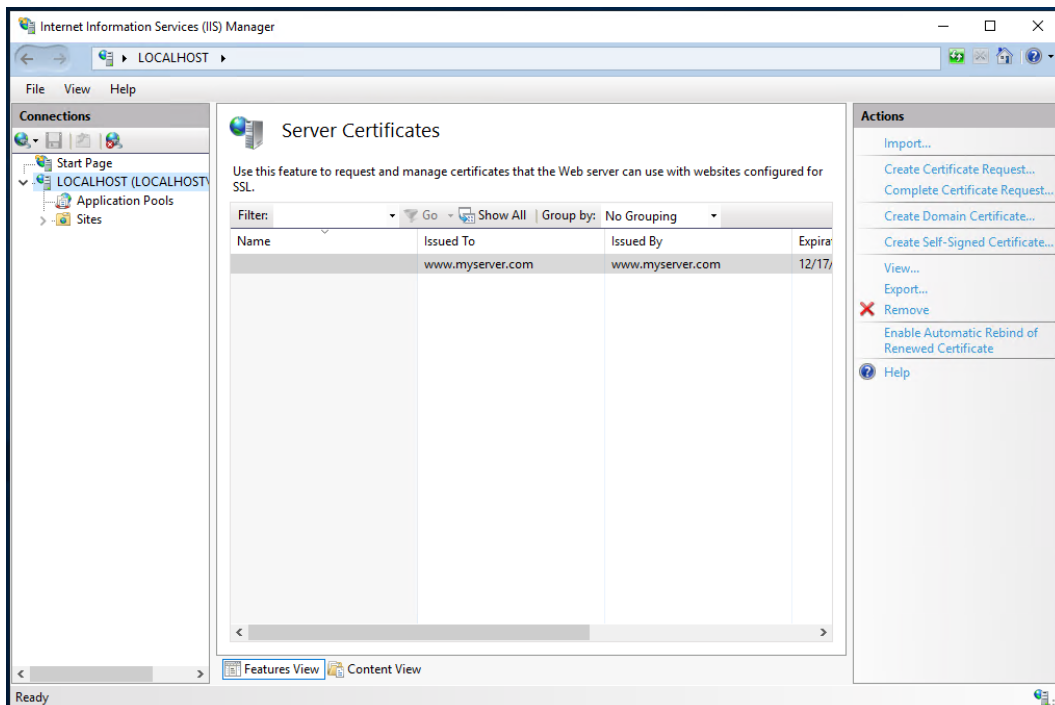 Internet Information Services (IIS) Manager
LOCALHOST
File View Help
Connections
Start Page
LOCALHOST (LOCALHOST\
Application Pools
Sites
Server Certificates
Use this feature to request and manage certificates that the Web server can use with websites configured for
SSL.
Filter: Go Show All Group by: No Grouping
Name Issued To Issued By Expira
www.myserver.com www.myserver.com 12/17/
Features View Content View
Actions
Import...
Create Certificate Request...
Complete Certificate Request...
Create Domain Certificate...
Create Self-Signed Certificate...
View...
Export...
Remove
Enable Automatic Rebind of
Renewed Certificate
Help
Ready